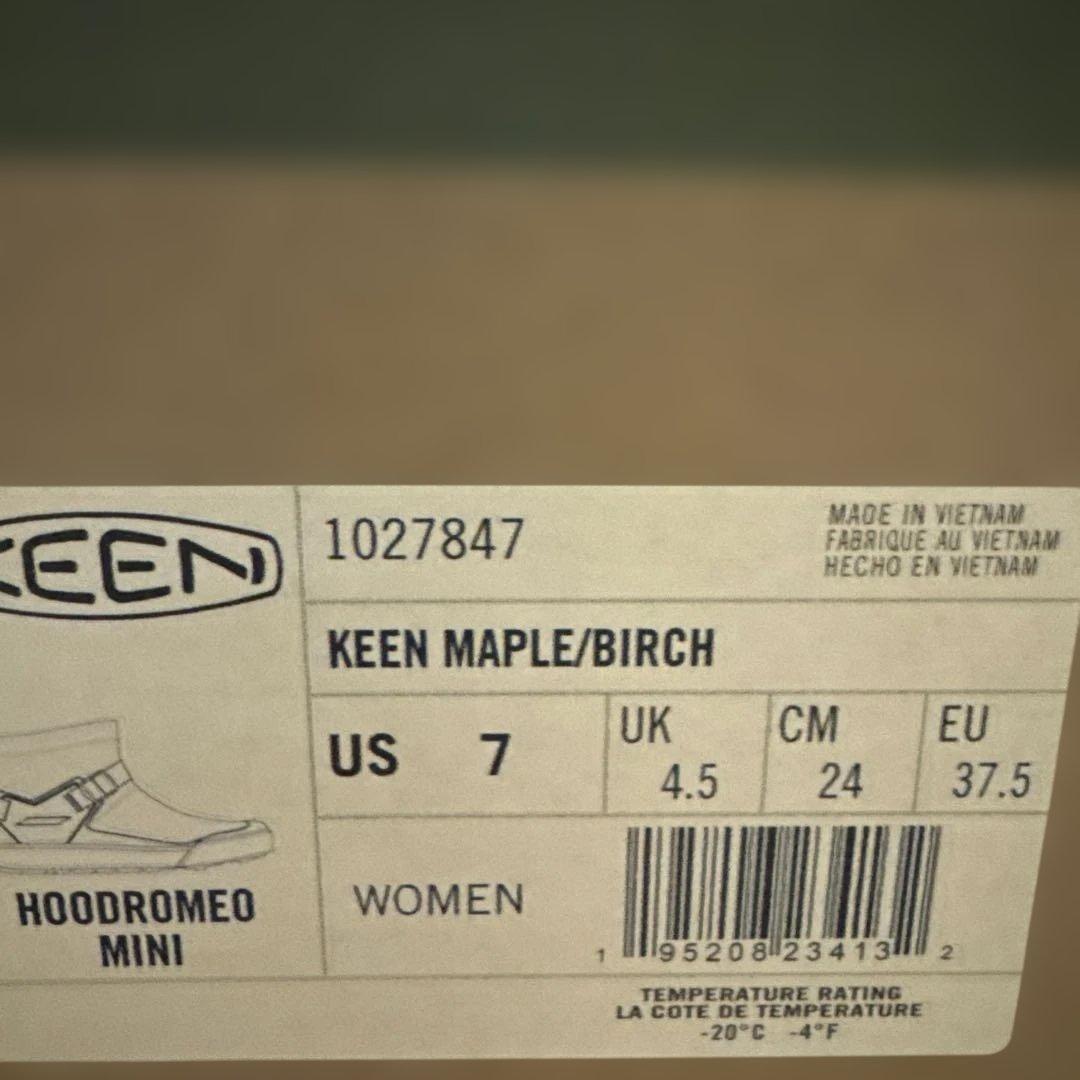 KEEN
1027847
MADE IN VIETNAM
FABRIQUE AU VIETNAM
HECHO EN VIETNAM
KEEN MAPLE/BIRCH
US 7
UK 4.5
CM 24
EU 37.5
HOODROMEO
MINI
WOMEN
1 95208 23413 2
TEMPERATURE RATING
LA COTE DE TEMPERATURE
-20°C -4°F